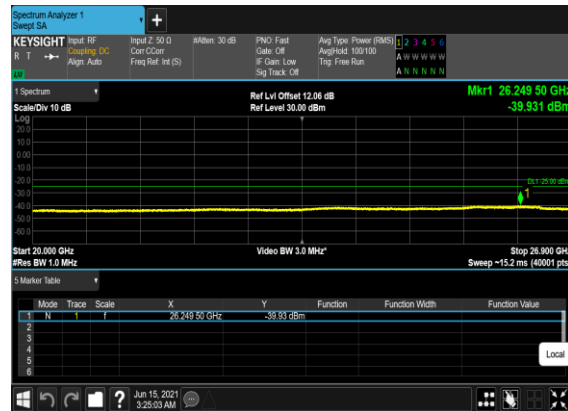 Spectrum Analyzer 1
Swept SA
+
KEYSIGHT Input: RF Input Z: 50 Ω #Atten: 30 dB PNO: Fast Avg Type: Power (RMS) 1 2 3 4 5 6
R T Coupling: DC Corr CCorr Gate: Off Avg|Hold: 100/100 A W W W W W
Align: Auto Freq Ref: Int (S) IF Gain: Low Trig: Free Run
LW Sig Track: Off A N N N N N
1 Spectrum Ref Lvl Offset 12.06 dB Mkr1 26.249 50 GHz
Scale/Div 10 dB Ref Level 30.00 dBm -39.931 dBm
Log
20.0
10.0
0.00
-10.0
-20.0
DL1 -25.00 dBm
-30.0
1
-40.0
-50.0
-60.0
Start 20.000 GHz Video BW 3.0 MHz* Stop 26.900 GHz
#Res BW 1.0 MHz Sweep ~15.2 ms (40001 pts)
5 Marker Table
Mode Trace Scale X Y Function Function Width Function Value
1 N 1 f 26.249 50 GHz -39.93 dBm
2
3
4
5
6
Local
? Jun 15, 2021
3:25:03 AM